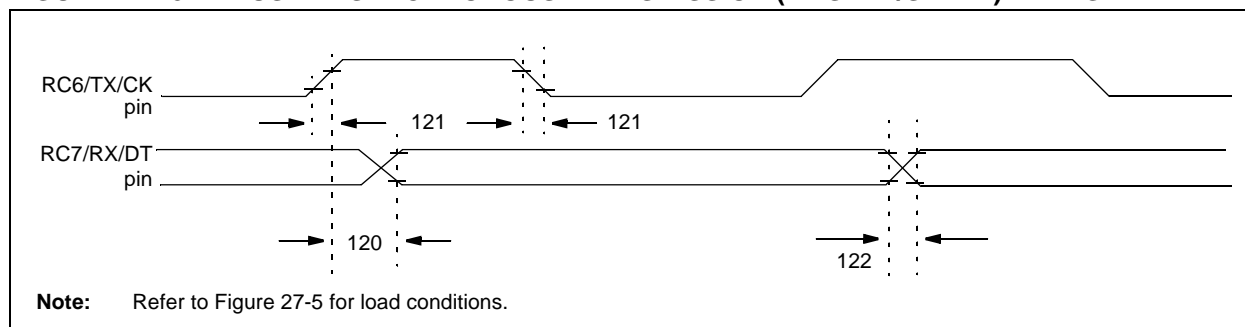 RC6/TX/CK
pin
121
121
RC7/RX/DT
pin
120
122
Note: Refer to Figure 27-5 for load conditions.